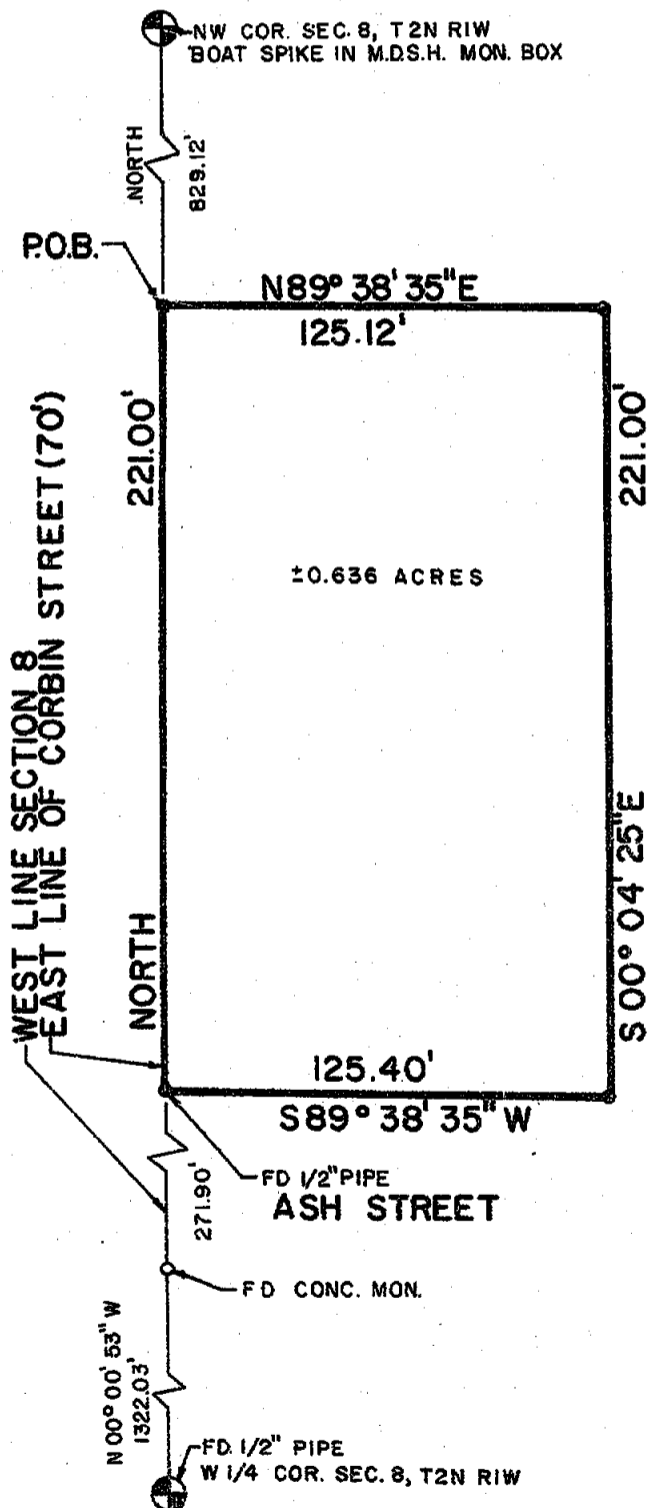 NW COR. SEC. 8, T2N R1W
BOAT SPIKE IN M.D.S.H. MON. BOX
NORTH
829.12'
P.O.B.
N89° 38' 35"E
125.12'
221.00'
221.00'
WEST LINE SECTION 8
EAST LINE OF CORBIN STREET (70')
±0.636 ACRES
NORTH
S 00° 04' 25"E
125.40'
S89° 38' 35" W
FD 1/2" PIPE
ASH STREET
271.90'
FD CONC. MON.
N 00° 00' 53" W
1322.03'
FD. 1/2" PIPE
W 1/4 COR. SEC. 8, T2N R1W